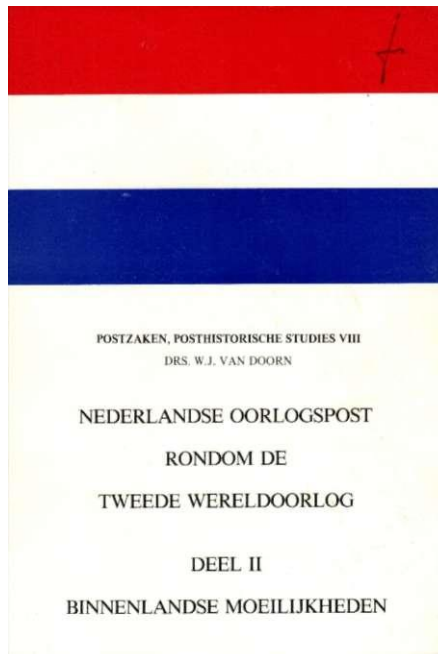 POSTZAKEN, POSTHISTORISCHE STUDIES VIII
DRS. W.J. VAN DOORN
NEDERLANDSE OORLOGSPOST
RONDOM DE
TWEEDE WERELDOORLOG
DEEL II
BINNENLANDSE MOEILIJKHEDEN